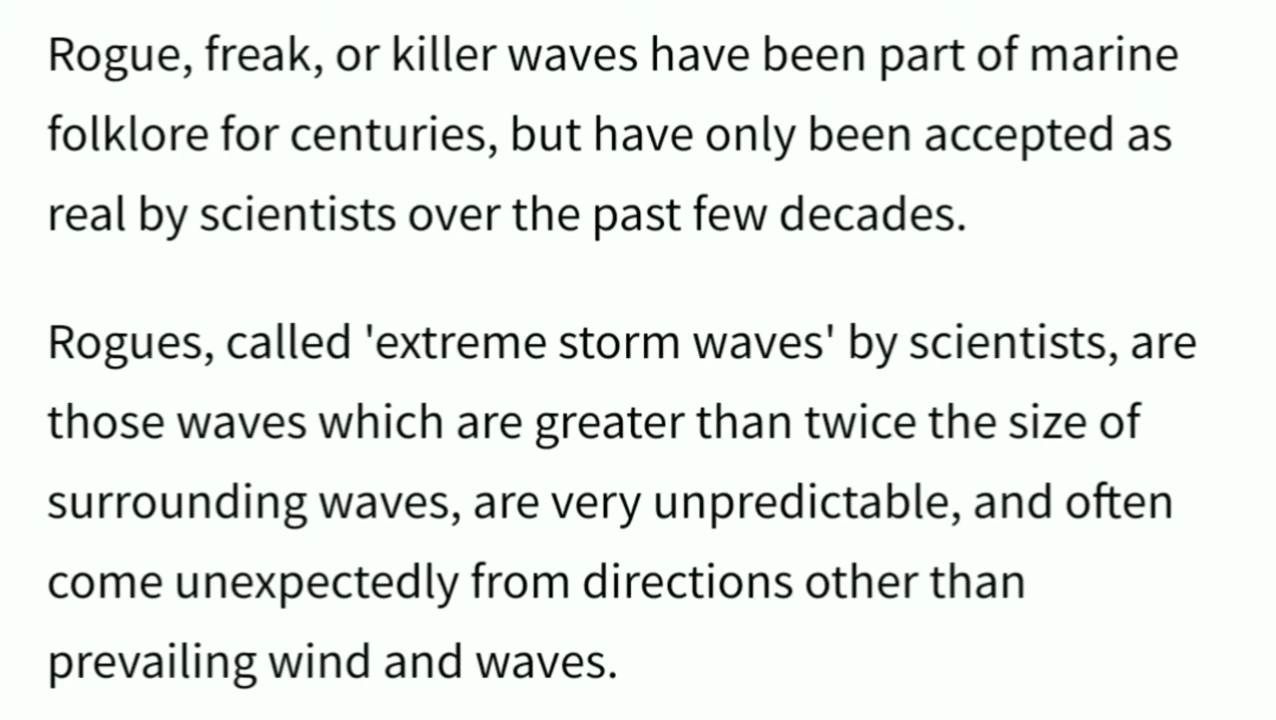 Rogue, freak, or killer waves have been part of marine
folklore for centuries, but have only been accepted as
real by scientists over the past few decades.
Rogues, called 'extreme storm waves' by scientists, are
those waves which are greater than twice the size of
surrounding waves, are very unpredictable, and often
come unexpectedly from directions other than
prevailing wind and waves.